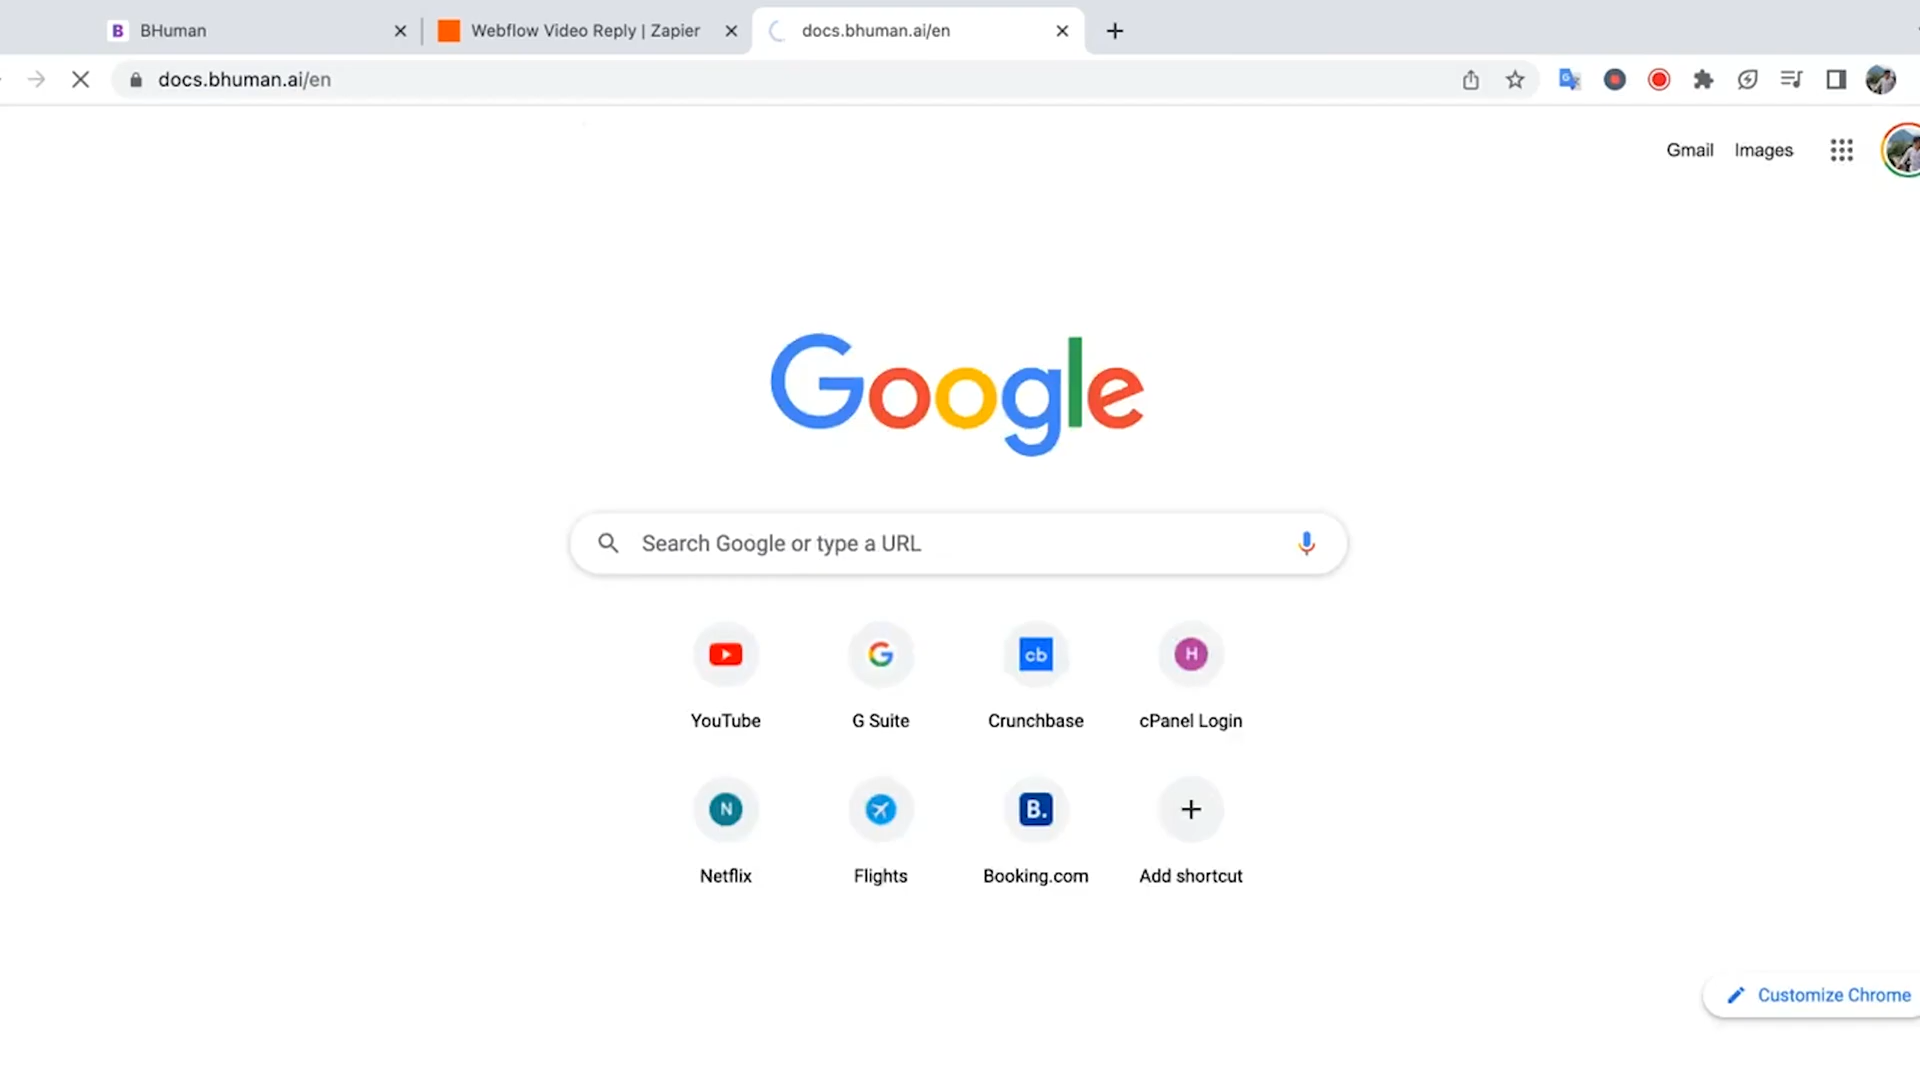 BHuman
Webflow Video Reply | Zapier
docs.bhuman.ai/en
docs.bhuman.ai/en
Gmail Images
Google
Search Google or type a URL
YouTube
G Suite
cb
Crunchbase
H
cPanel Login
N
Netflix
Flights
B.
Booking.com
Add shortcut
Customize Chrome